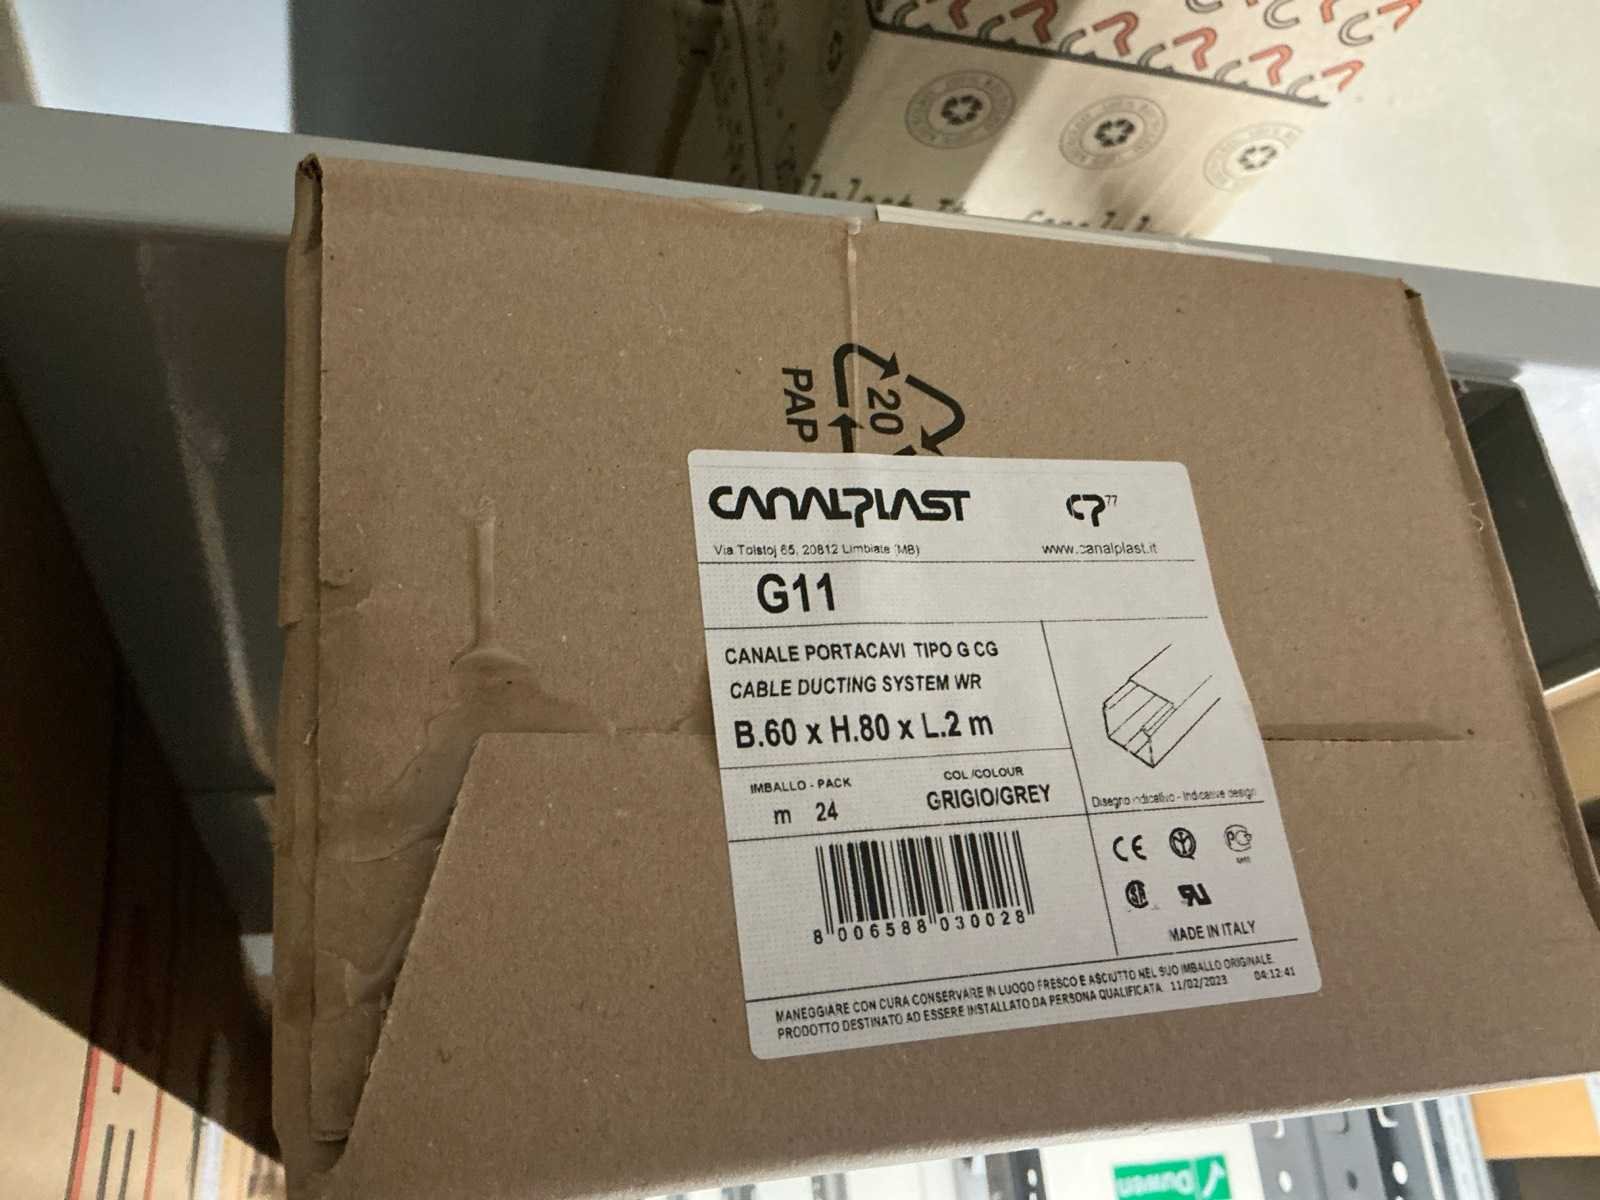 PAP
20
CANALPLAST
CP77
Via Tolstoj 65, 20812 Limbiate (MB)
www.canalplast.it
G11
CANALE PORTACAVI TIPO G CG
CABLE DUCTING SYSTEM WR
B.60 x H.80 x L.2 m
IMBALLO - PACK
m 24
COL./COLOUR
GRIGIO/GREY
Disegno indicativo - Indicative design
8 006588 030028
CE
MADE IN ITALY
MANEGGIARE CON CURA CONSERVARE IN LUOGO FRESCO E ASCIUTTO NEL SUO IMBALLO ORIGINALE.
PRODOTTO DESTINATO AD ESSERE INSTALLATO DA PERSONA QUALIFICATA. 11/02/2023 04:12:41